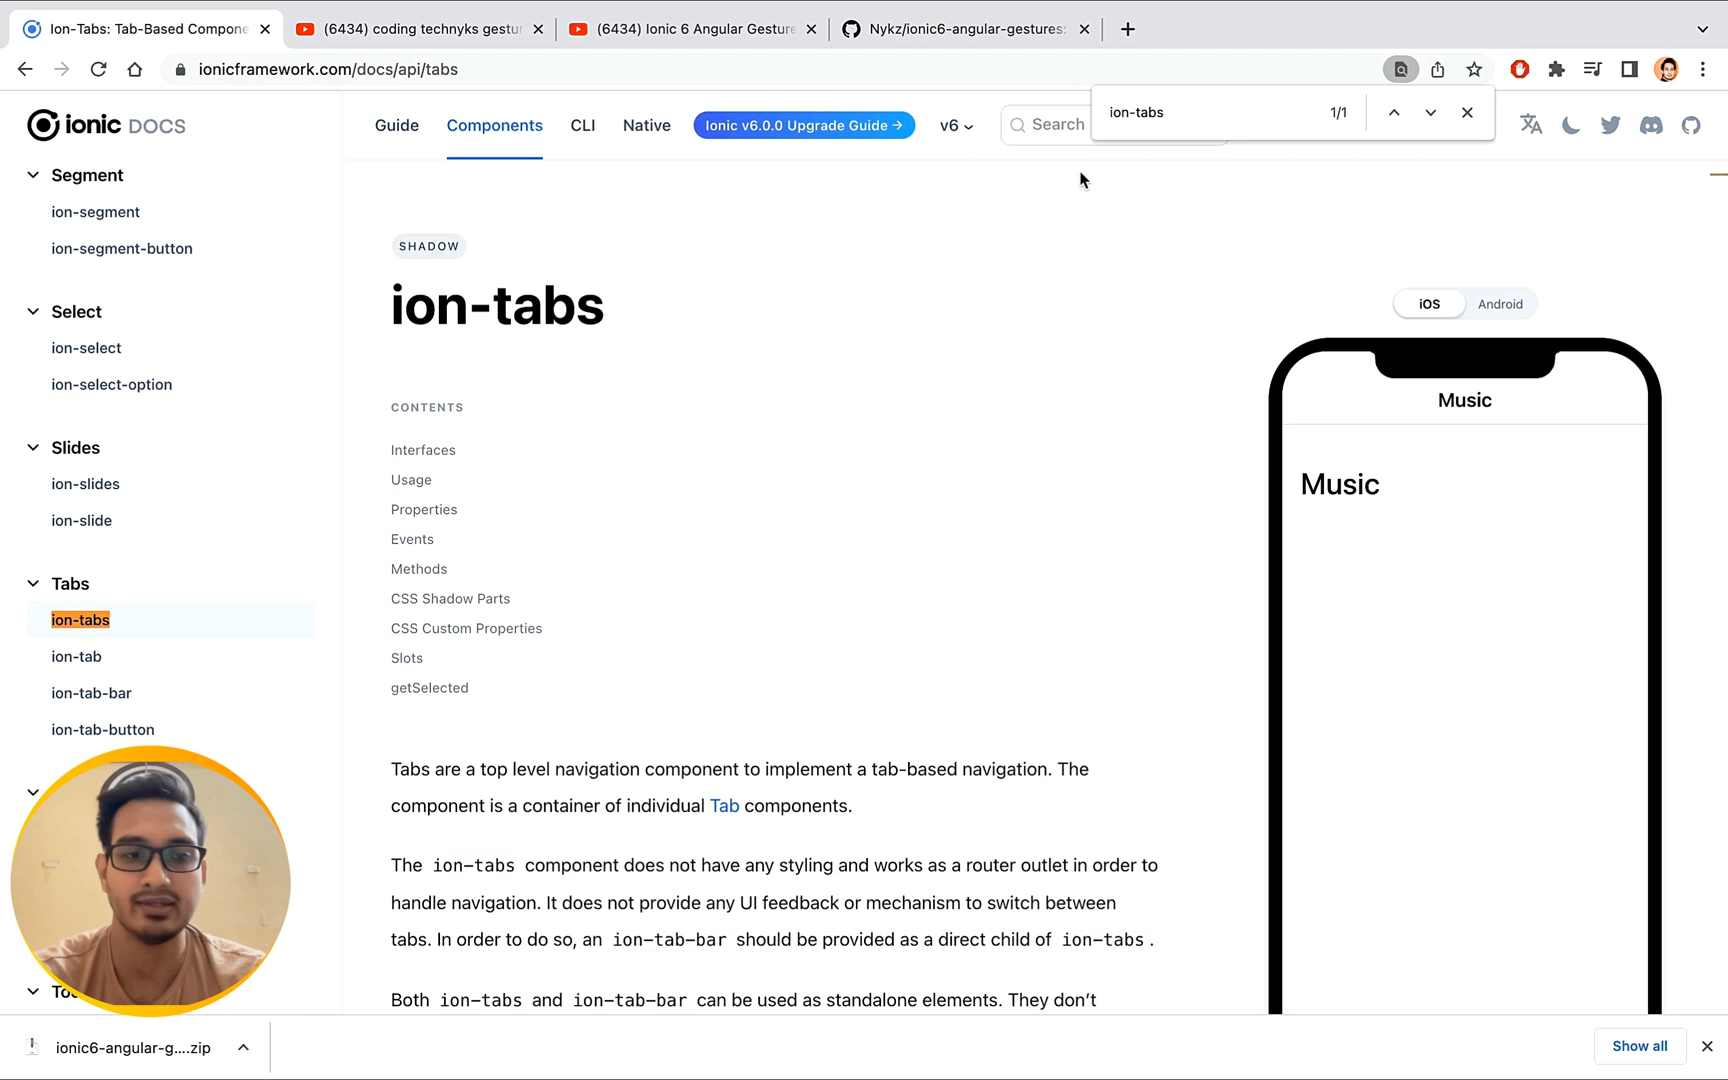 Ion-Tabs: Tab-Based Compone
(6434) coding technyks gestur
(6434) Ionic 6 Angular Gesture
Nykz/ionic6-angular-gestures:
ionicframework.com/docs/api/tabs
ion-tabs
1/1
ionic DOCS
Guide
Components
CLI
Native
Ionic v6.0.0 Upgrade Guide →
v6
Search
Segment
ion-segment
ion-segment-button
Select
ion-select
ion-select-option
Slides
ion-slides
ion-slide
Tabs
ion-tabs
ion-tab
ion-tab-bar
ion-tab-button
SHADOW
ion-tabs
CONTENTS
Interfaces
Usage
Properties
Events
Methods
CSS Shadow Parts
CSS Custom Properties
Slots
getSelected
Tabs are a top level navigation component to implement a tab-based navigation. The
component is a container of individual Tab components.
The ion-tabs component does not have any styling and works as a router outlet in order to
handle navigation. It does not provide any UI feedback or mechanism to switch between
tabs. In order to do so, an ion-tab-bar should be provided as a direct child of ion-tabs.
Both ion-tabs and ion-tab-bar can be used as standalone elements. They don’t
iOS
Android
Music
Music
ionic6-angular-g....zip
Show all